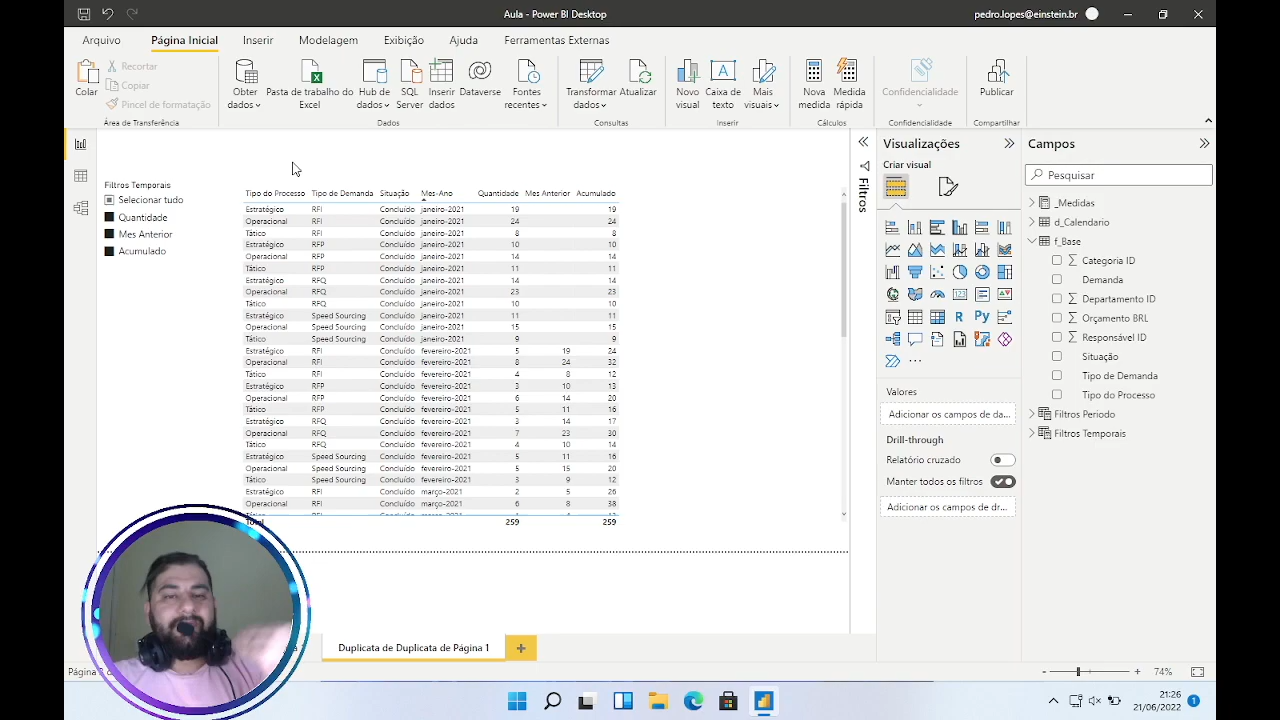 Aula - Power BI Desktop
pedro.lopes@einstein.br
Arquivo Página Inicial Inserir Modelagem Exibição Ajuda Ferramentas Externas
Colar Recortar Copiar Pincel de formatação
Obter dados Pasta de trabalho do Excel Hub de dados SQL Server Inserir dados Dataverse Fontes recentes
Transformar dados Atualizar
Novo visual Caixa de texto Mais visuais
Nova medida Medida rápida
Confidencialidade
Publicar
Área de Transferência Dados Consultas Inserir Cálculos Confidencialidade Compartilhar
Filtros Temporais
Selecionar tudo
Quantidade
Mes Anterior
Acumulado
Tipo do Processo Tipo de Demanda Situação Mes-Ano Quantidade Mes Anterior Acumulado
Estratégico RFI Concluído janeiro-2021 19 19
Operacional RFI Concluído janeiro-2021 24 24
Tático RFI Concluído janeiro-2021 8 8
Estratégico RFP Concluído janeiro-2021 10 10
Operacional RFP Concluído janeiro-2021 14 14
Tático RFP Concluído janeiro-2021 11 11
Estratégico RFQ Concluído janeiro-2021 14 14
Operacional RFQ Concluído janeiro-2021 23 23
Tático RFQ Concluído janeiro-2021 10 10
Estratégico Speed Sourcing Concluído janeiro-2021 11 11
Operacional Speed Sourcing Concluído janeiro-2021 15 15
Tático Speed Sourcing Concluído janeiro-2021 9 9
Estratégico RFI Concluído fevereiro-2021 5 19 24
Operacional RFI Concluído fevereiro-2021 8 24 32
Tático RFI Concluído fevereiro-2021 4 8 12
Estratégico RFP Concluído fevereiro-2021 3 10 13
Operacional RFP Concluído fevereiro-2021 6 14 20
Tático RFP Concluído fevereiro-2021 5 11 16
Estratégico RFQ Concluído fevereiro-2021 3 14 17
Operacional RFQ Concluído fevereiro-2021 7 23 30
Tático RFQ Concluído fevereiro-2021 4 10 14
Estratégico Speed Sourcing Concluído fevereiro-2021 5 11 16
Operacional Speed Sourcing Concluído fevereiro-2021 5 15 20
Tático Speed Sourcing Concluído fevereiro-2021 3 9 12
Estratégico RFI Concluído março-2021 2 5 26
Operacional RFI Concluído março-2021 6 8 38
Total 259 259
Filtros
Visualizações
Criar visual
R Py
123
...
Valores
Adicionar os campos de da...
Drill-through
Relatório cruzado
Manter todos os filtros
Adicionar os campos de dr...
Campos
Pesquisar
_Medidas
d_Calendario
f_Base
Categoria ID
Demanda
Departamento ID
Orçamento BRL
Responsável ID
Situação
Tipo de Demanda
Tipo do Processo
Filtros Periodo
Filtros Temporais
Duplicata de Duplicata de Página 1
74%
21:26
21/06/2022
1